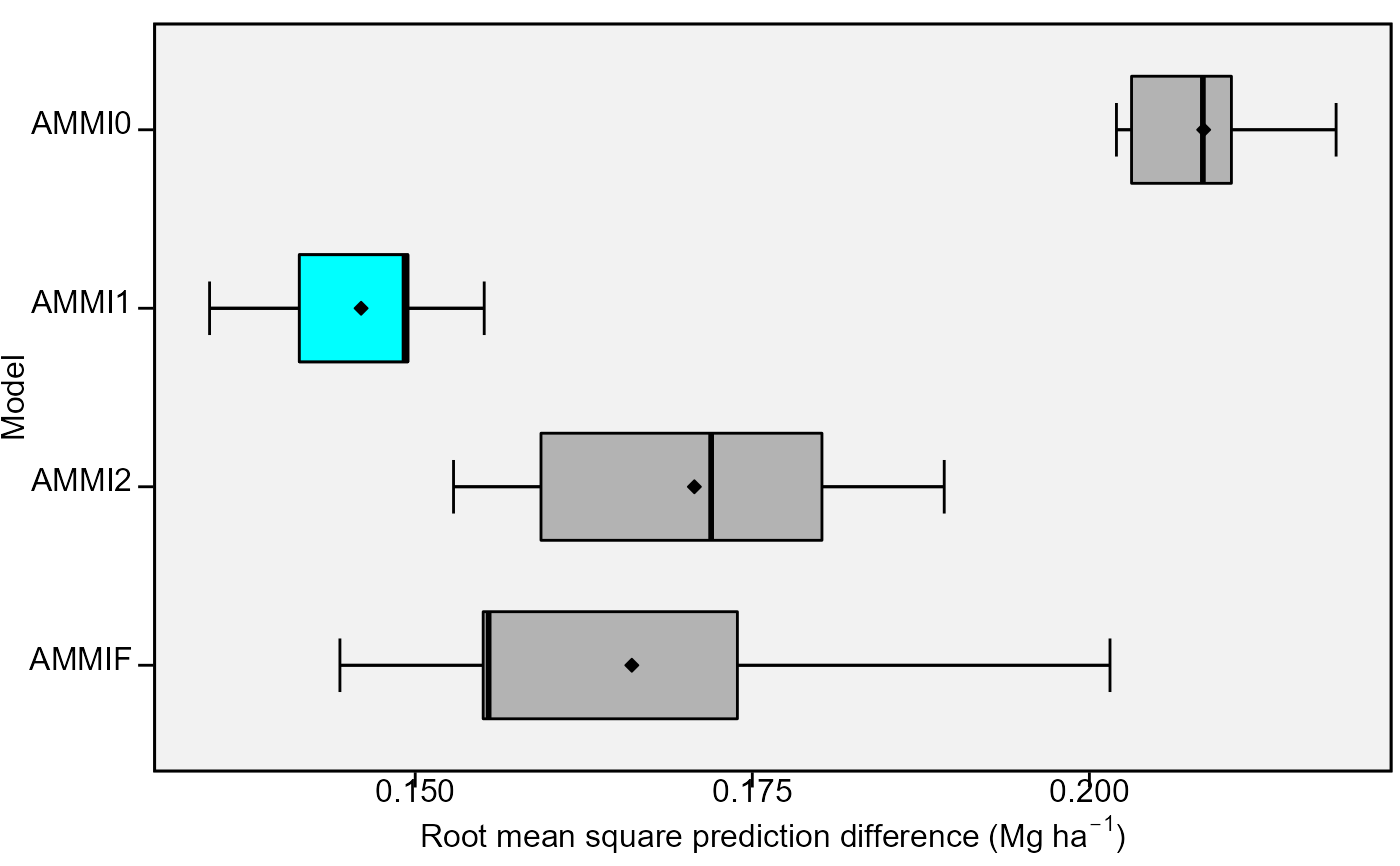 AMMI0
AMMI1
Model
AMMI2
AMMIF
0.150 0.175 0.200
Root mean square prediction difference (Mg ha⁻¹)